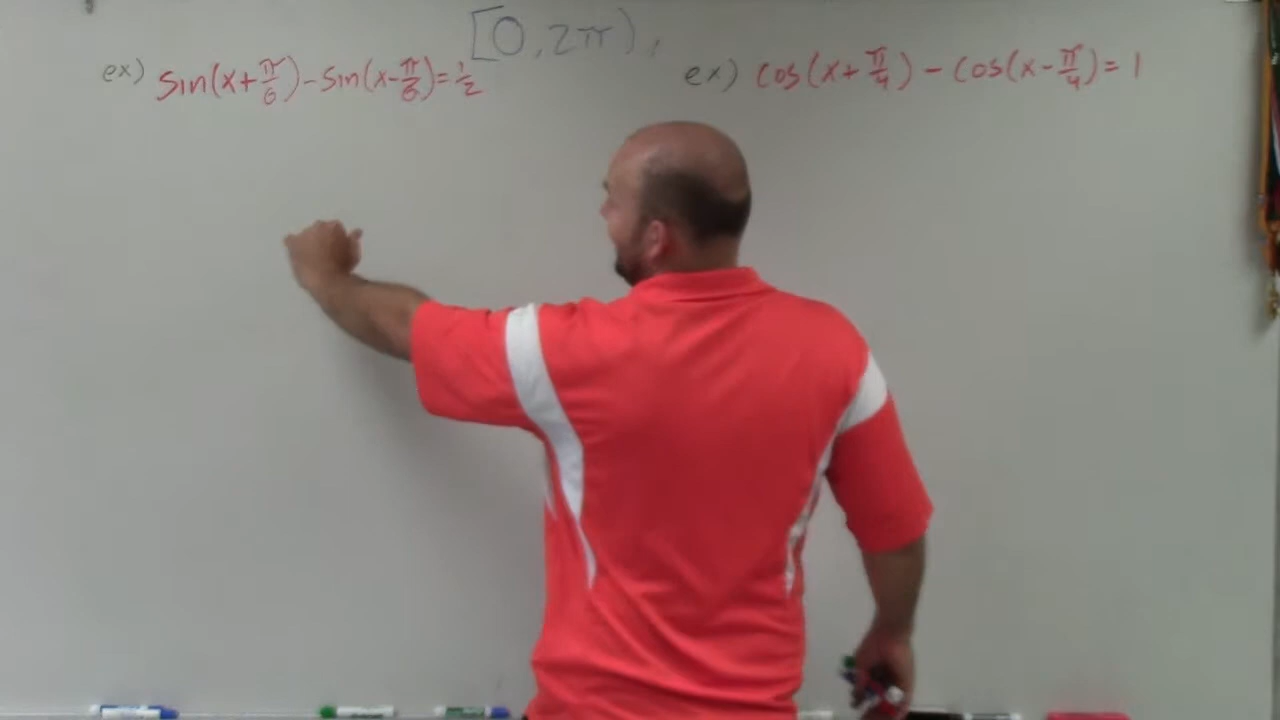 [0, 2π),
ex) sin(x+π/6)-sin(x-π/6)=1/2
ex) cos(x+π/4) - cos(x-π/4)=1